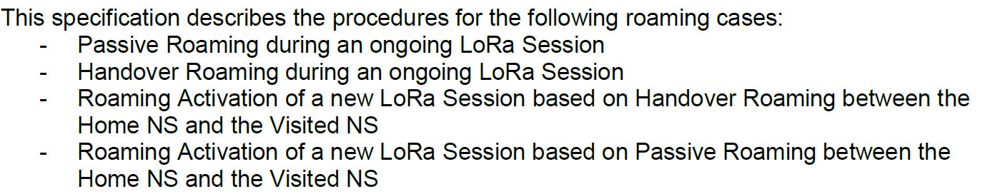 This specification describes the procedures for the following roaming cases:
- Passive Roaming during an ongoing LoRa Session
- Handover Roaming during an ongoing LoRa Session
- Roaming Activation of a new LoRa Session based on Handover Roaming between the
Home NS and the Visited NS
- Roaming Activation of a new LoRa Session based on Passive Roaming between the
Home NS and the Visited NS